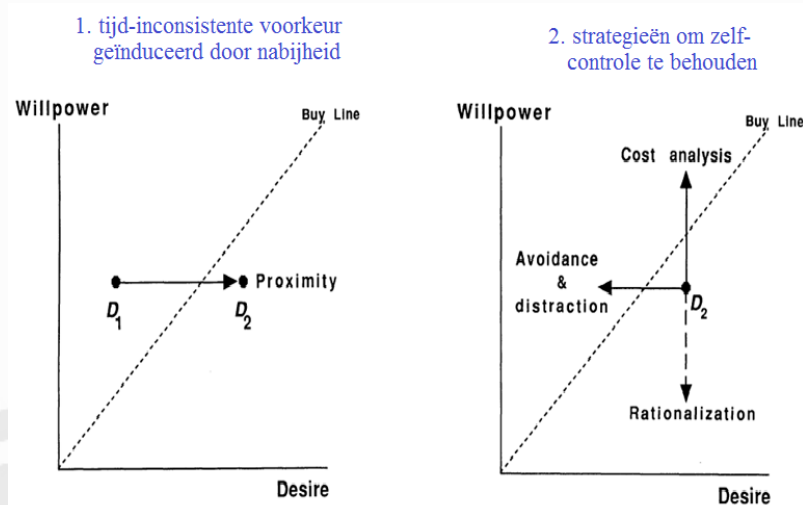 1. tijd-inconsistente voorkeur
geïnduceerd door nabijheid
Willpower
Buy Line
Proximity
D1
D2
Desire
2. strategieën om zelf-
controle te behouden
Willpower
Buy Line
Cost analysis
Avoidance
&
distraction
D2
Rationalization
Desire